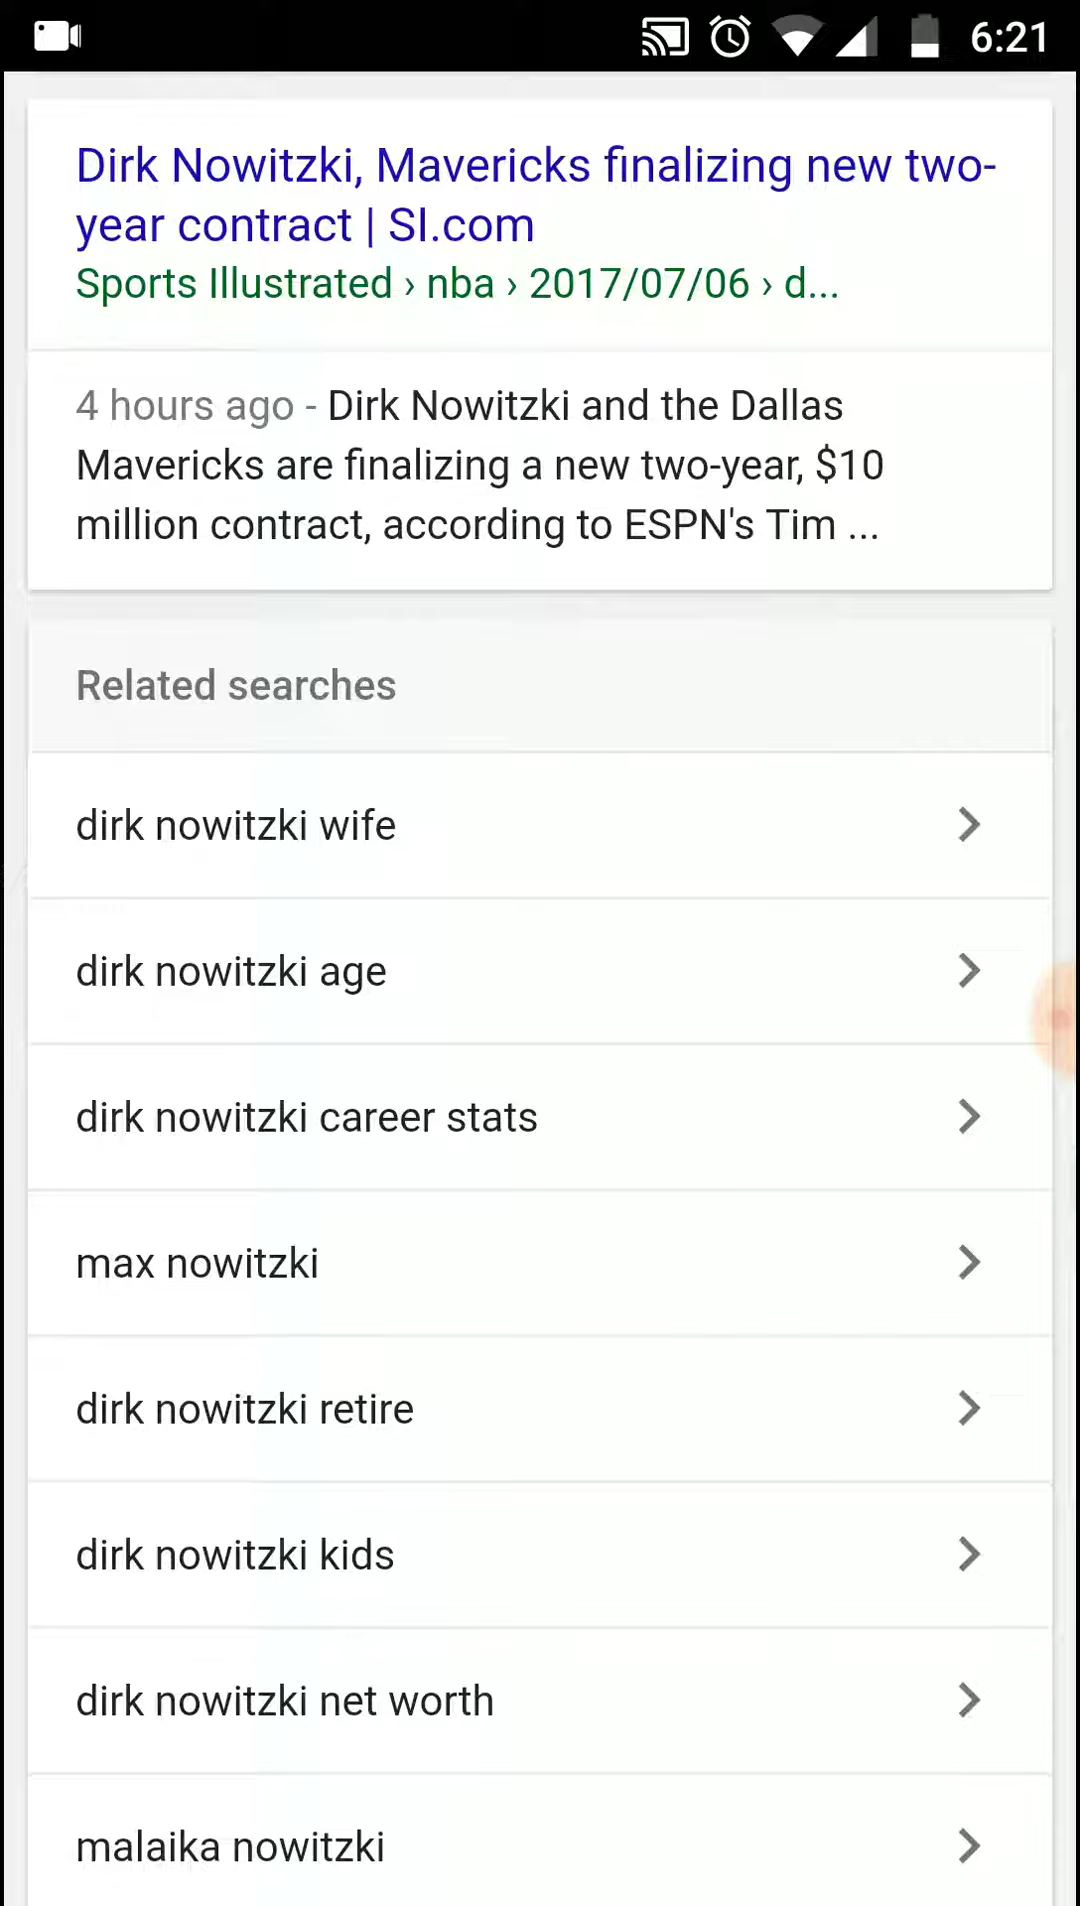 6:21
Dirk Nowitzki, Mavericks finalizing new two-
year contract | SI.com
Sports Illustrated › nba › 2017/07/06 › d...
4 hours ago - Dirk Nowitzki and the Dallas
Mavericks are finalizing a new two-year, $10
million contract, according to ESPN's Tim ...
Related searches
dirk nowitzki wife
dirk nowitzki age
dirk nowitzki career stats
max nowitzki
dirk nowitzki retire
dirk nowitzki kids
dirk nowitzki net worth
malaika nowitzki